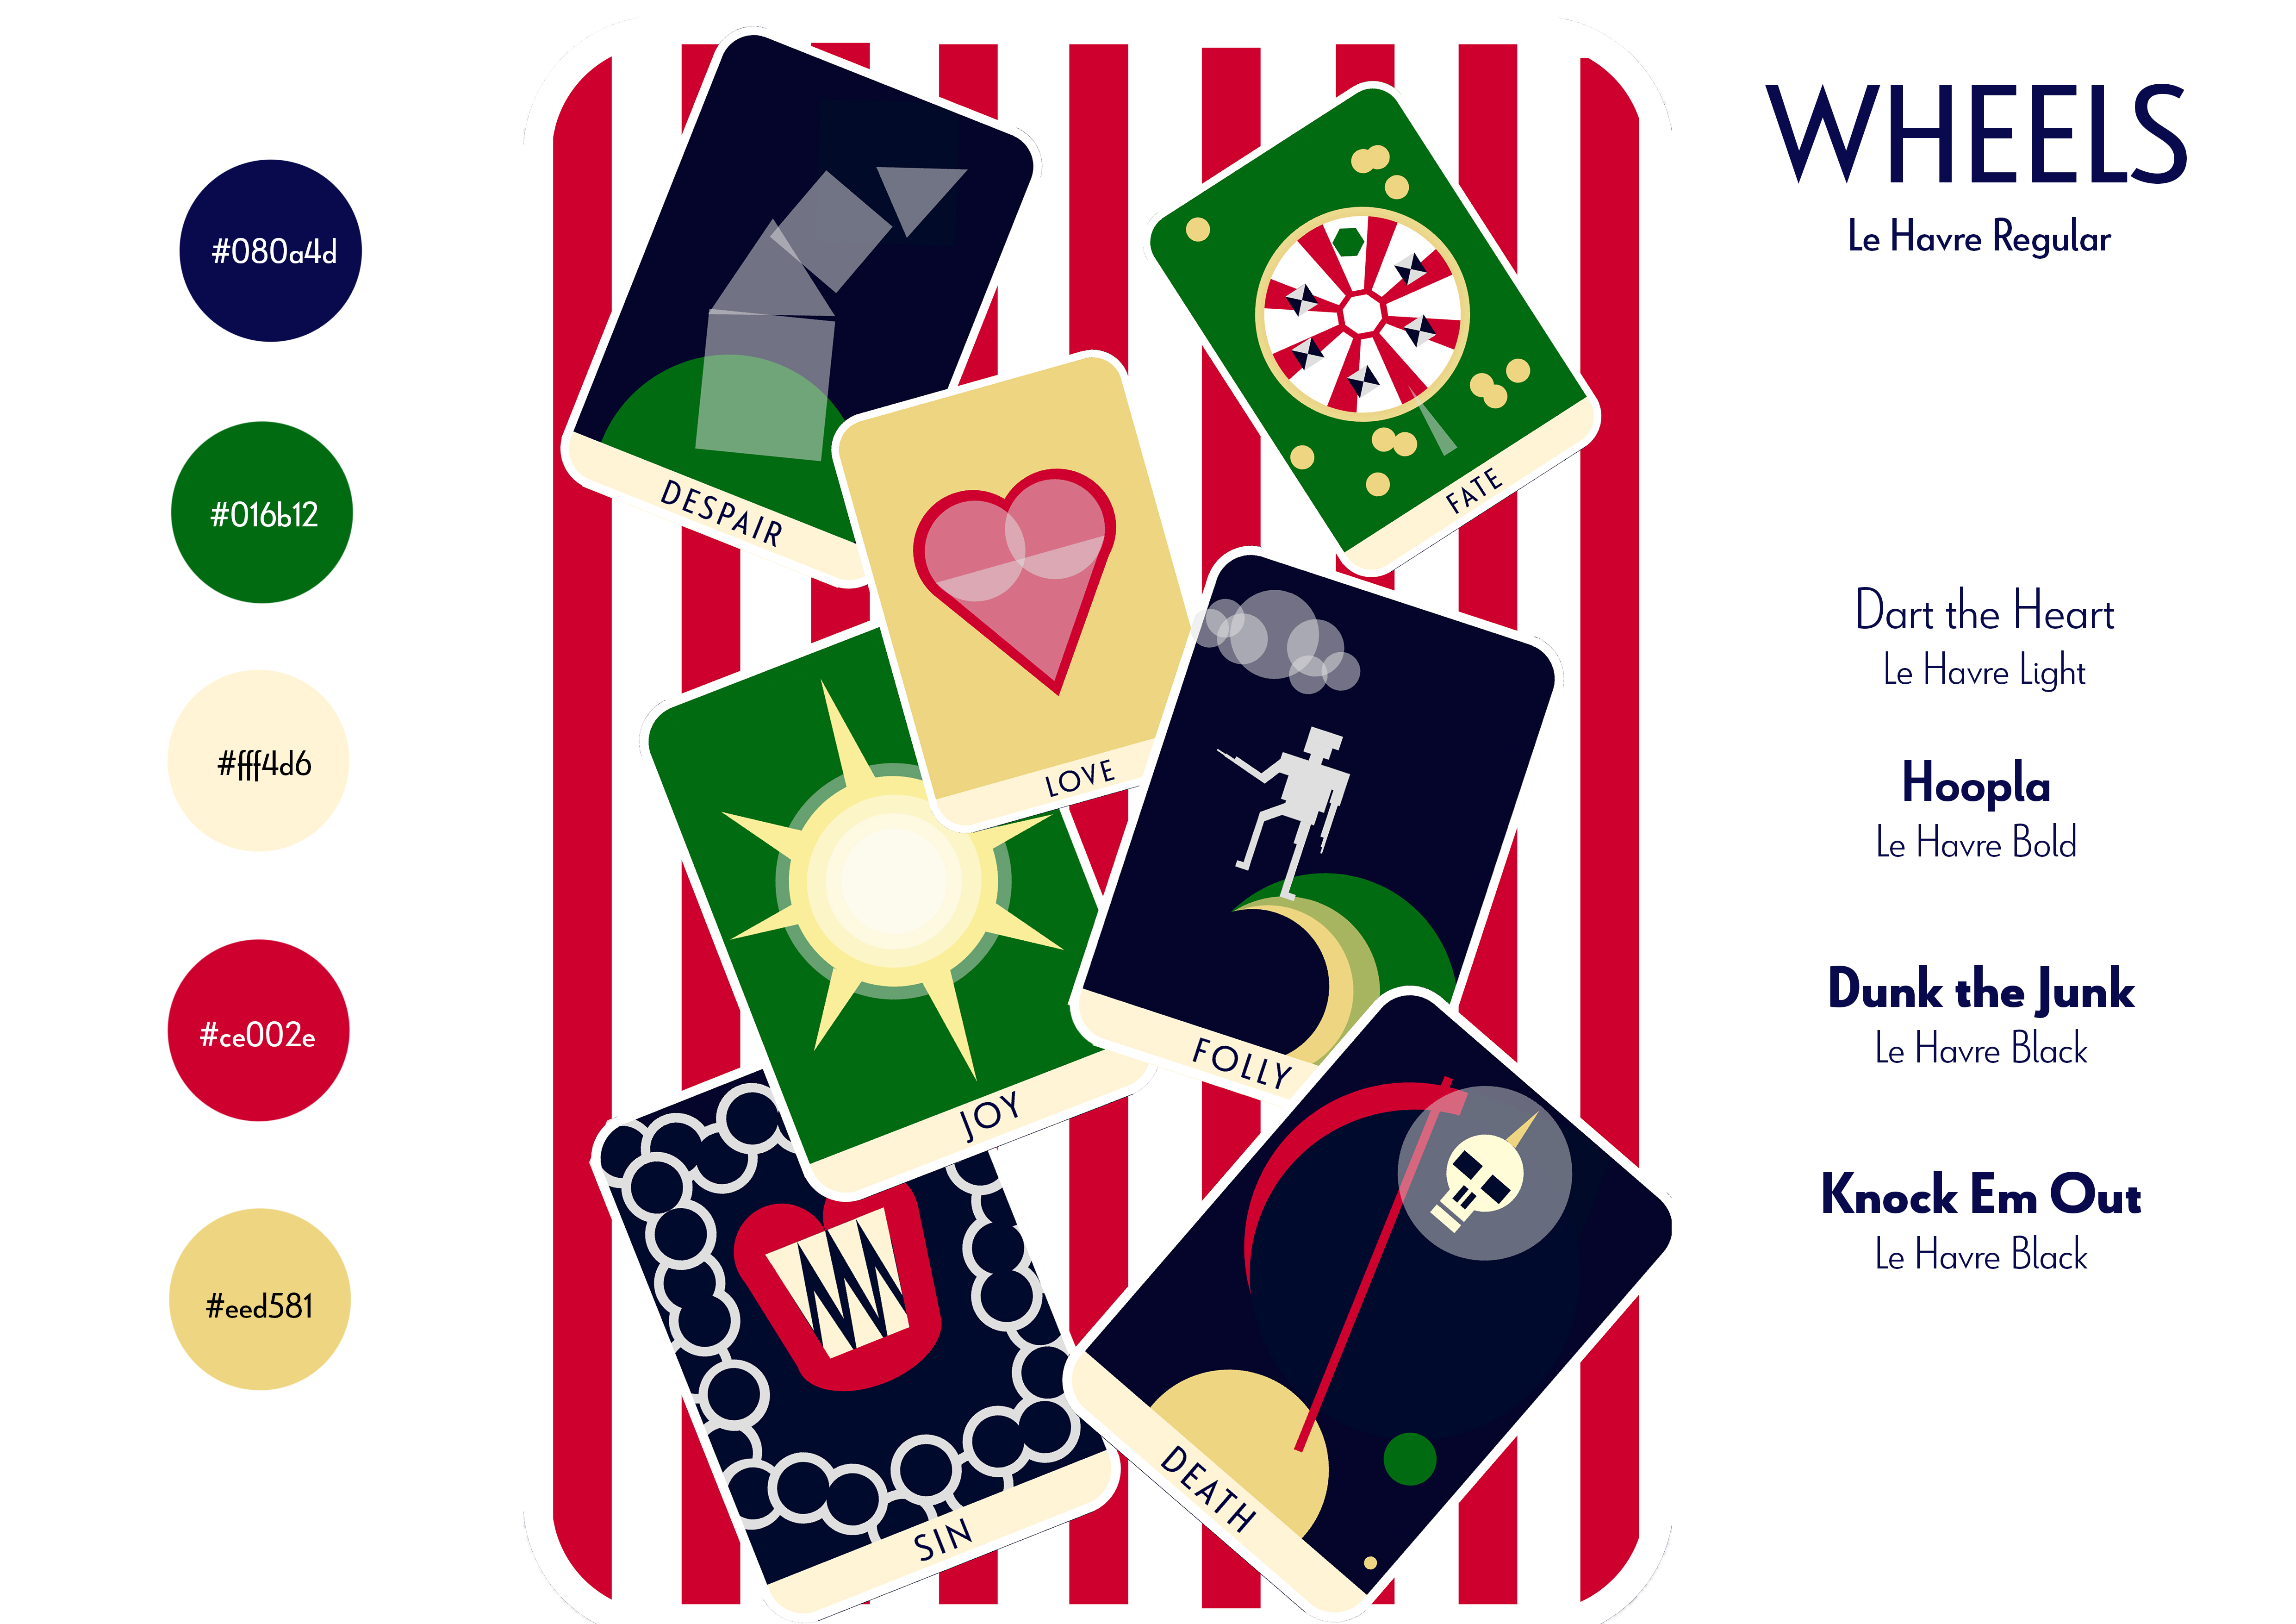 #080a4d
#016b12
#fff4d6
#ce002e
#eed581
DESPAIR
FATE
LOVE
JOY
FOLLY
SIN
DEATH
WHEELS
Le Havre Regular
Dart the Heart
Le Havre Light
Hoopla
Le Havre Bold
Dunk the Junk
Le Havre Black
Knock Em Out
Le Havre Black